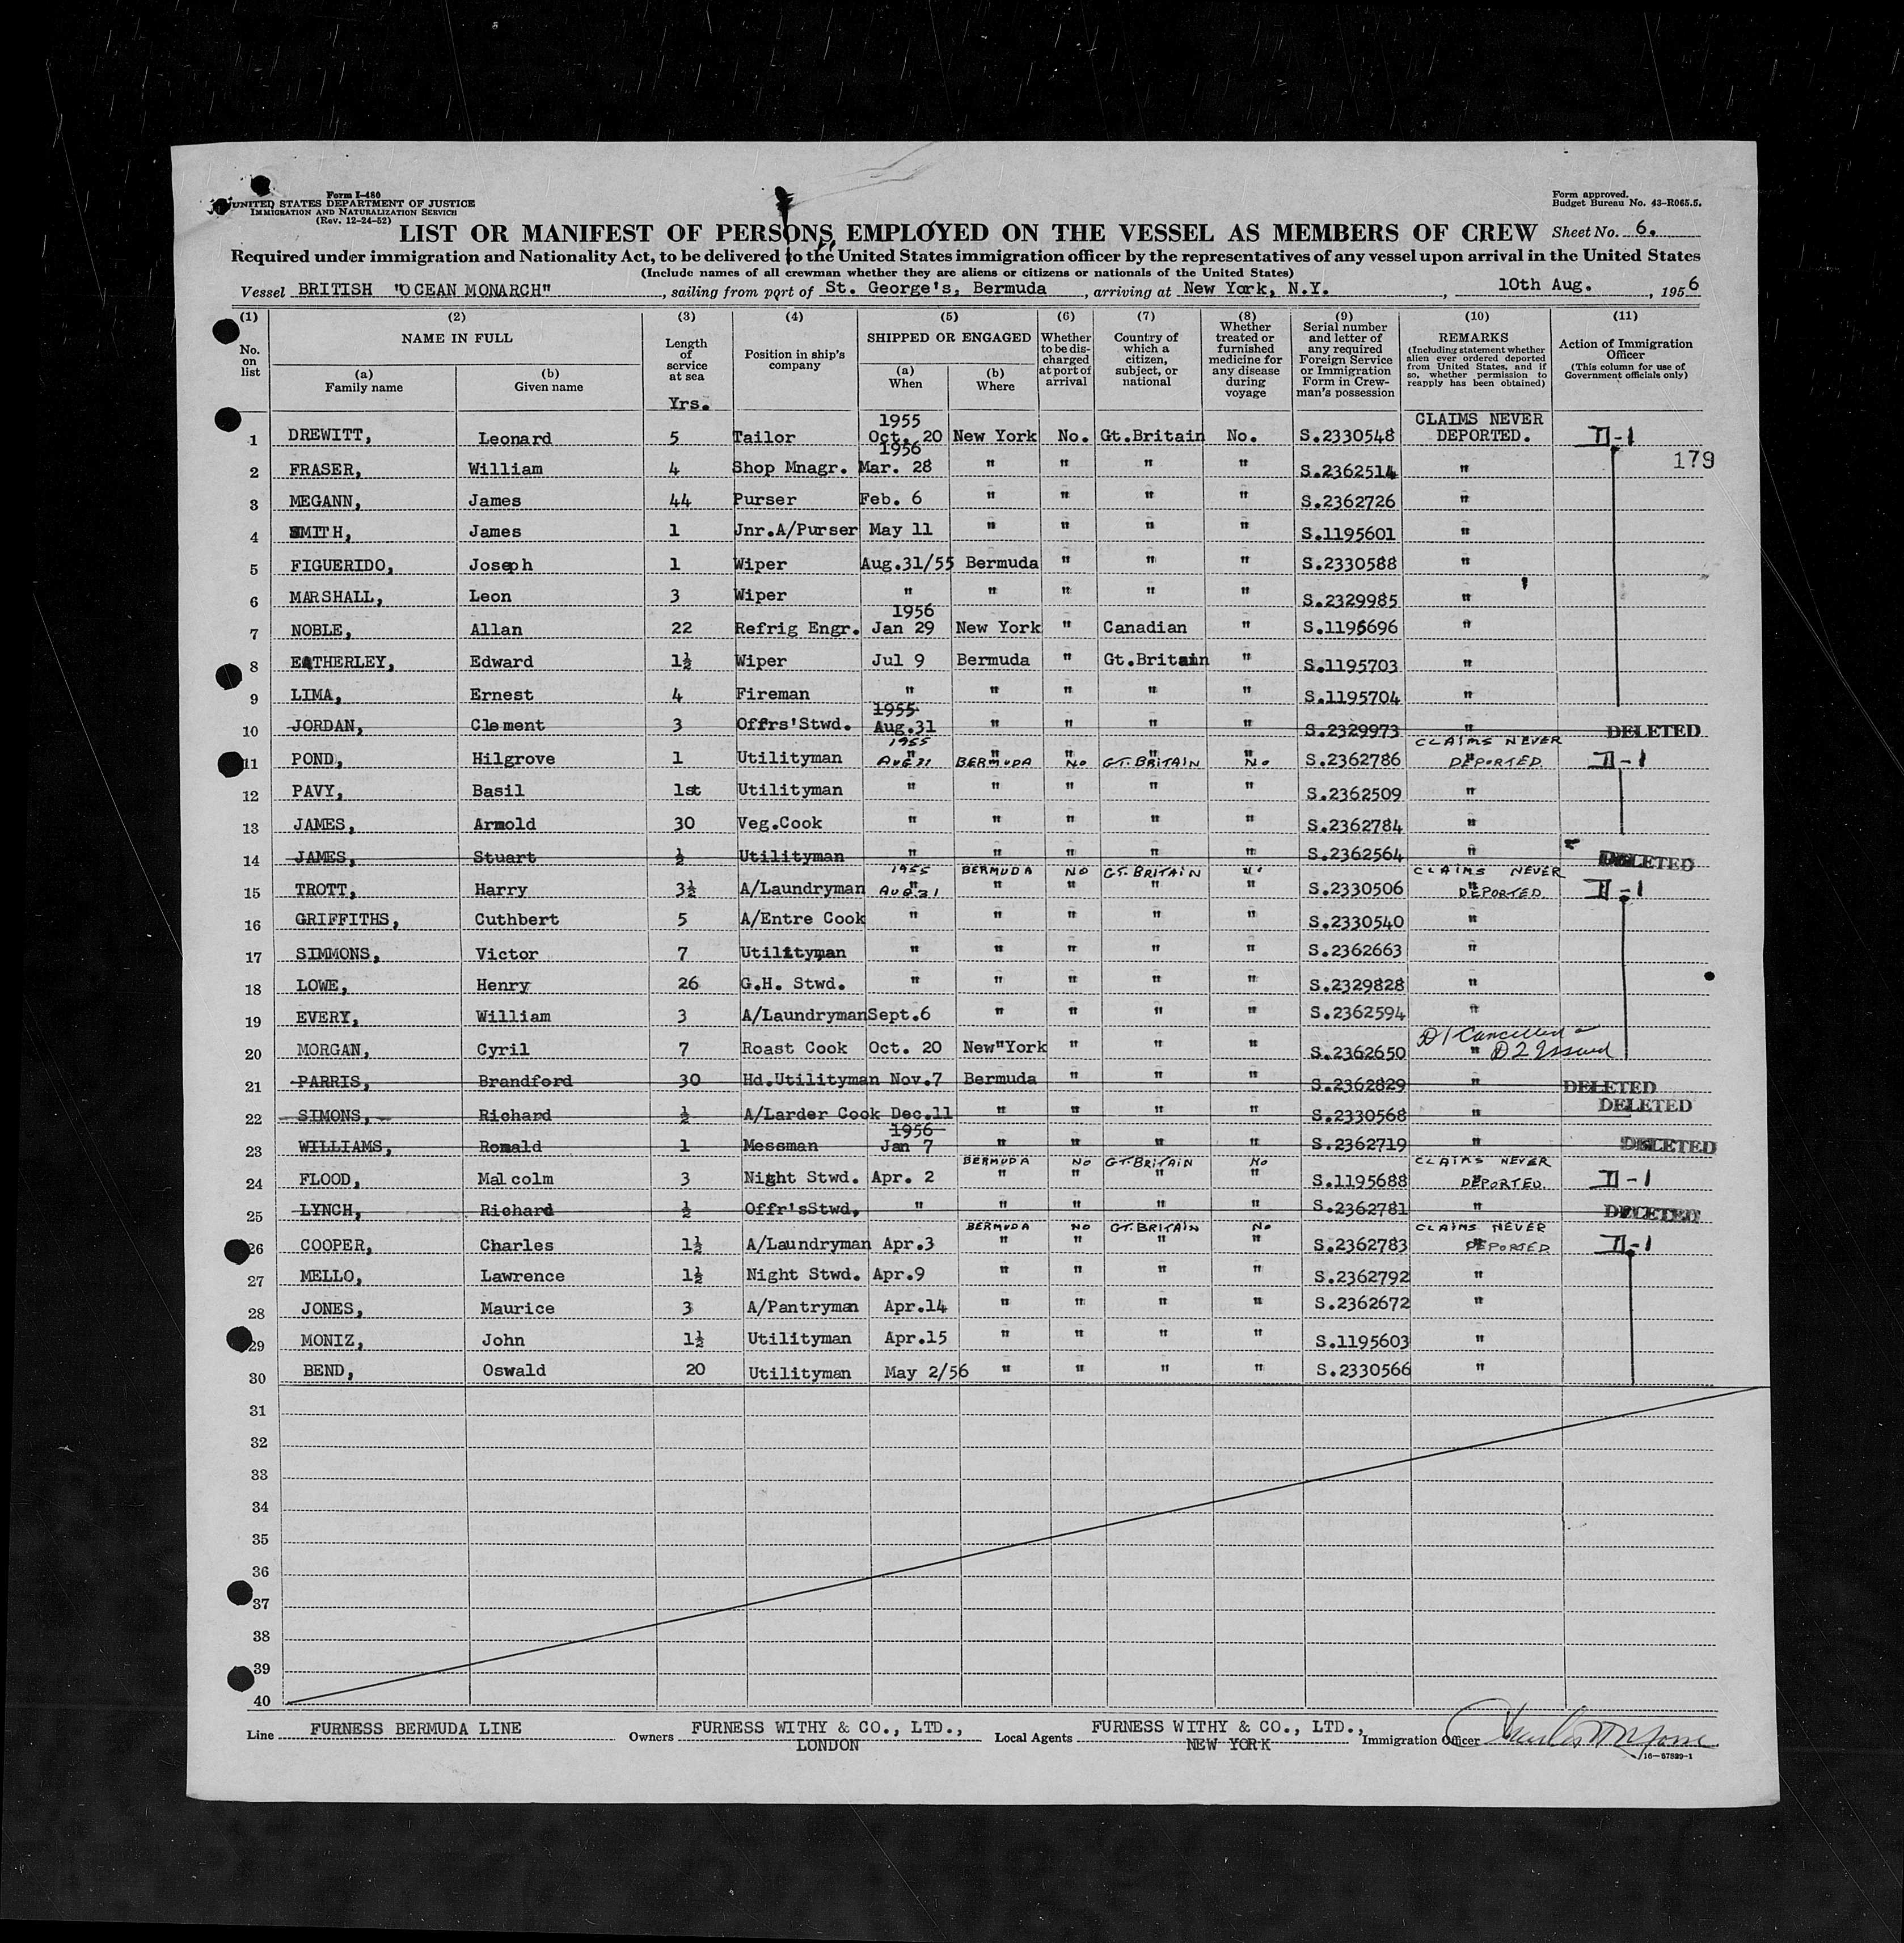 Form I-480
UNITED STATES DEPARTMENT OF JUSTICE
IMMIGRATION AND NATURALIZATION SERVICE
(Rev. 12-24-52)
Form approved.
Budget Bureau No. 43-R065.5.
LIST OR MANIFEST OF PERSONS EMPLOYED ON THE VESSEL AS MEMBERS OF CREW Sheet No. 6.
Required under immigration and Nationality Act, to be delivered to the United States immigration officer by the representatives of any vessel upon arrival in the United States
(Include names of all crewman whether they are aliens or citizens or nationals of the United States)
Vessel BRITISH "OCEAN MONARCH", sailing from port of St. George's, Bermuda, arriving at New York, N.Y., 10th Aug., 1956
(1) (2) (3) (4) (5) (6) (7) (8) (9) (10) (11)
No. on list
NAME IN FULL
(a) Family name
(b) Given name
Length of service at sea
Yrs.
Position in ship's company
SHIPPED OR ENGAGED
(a) When
(b) Where
Whether to be discharged at port of arrival
Country of which a citizen, subject, or national
Whether treated or furnished medicine for any disease during voyage
Serial number and letter of any required Foreign Service or Immigration Form in Crewman's possession
REMARKS
(Including statement whether alien ever ordered deported from United States, and if so, whether permission to reapply has been obtained)
Action of Immigration Officer
(This column for use of Government officials only)
1955 CLAIMS NEVER
1 DREWITT, Leonard 5 Tailor Oct. 20 New York No. Gt.Britain No. S.2330548 DEPORTED. D-1
1956
179
2 FRASER, William 4 Shop Mnagr. Mar. 28 " " " " S.2362514 "
3 MEGANN, James 44 Purser Feb. 6 " " " " S.2362726 "
4 SMITH, James 1 Jnr.A/Purser May 11 " " " " S.1195601 "
5 FIGUERIDO, Joseph 1 Wiper Aug.31/55 Bermuda " " " S.2330588 "
6 MARSHALL, Leon 3 Wiper " " " " " S.2329985 "
1956
7 NOBLE, Allan 22 Refrig Engr. Jan 29 New York " Canadian " S.1195696 "
8 EATHERLEY, Edward 1½ Wiper Jul 9 Bermuda " Gt.Britain " S.1195703 "
9 LIMA, Ernest 4 Fireman " " " " " S.1195704 "
1955
10 JORDAN, Clement 3 Offrs'Stwd. Aug.31 " " " " S.2329973 " DELETED
1955 CLAIMS NEVER
11 POND, Hilgrove 1 Utilityman " AUG 31 " BERMUDA " NO " GT. BRITAIN " NO S.2362786 " DEPORTED D-1
12 PAVY, Basil 1st Utilityman " " " " " S.2362509 "
13 JAMES, Armold 30 Veg.Cook " " " " " S.2362784 "
14 JAMES, Stuart ½ Utilityman " " " " " S.2362564 " DELETED
1955 BERMUDA NO GT. BRITAIN NO CLAIMS NEVER
15 TROTT, Harry 3½ A/Laundryman " AUG 31 " " " " S.2330506 " DEPORTED D-1
16 GRIFFITHS, Cuthbert 5 A/Entre Cook " " " " " S.2330540 "
17 SIMMONS, Victor 7 Utilityman " " " " " S.2362663 "
18 LOWE, Henry 26 G.H. Stwd. " " " " " S.2329828 "
19 EVERY, William 3 A/Laundryman Sept.6 " " " " S.2362594 "
D1 Cancelled
20 MORGAN, Cyril 7 Roast Cook Oct. 20 New"York " " " S.2362650 " D2 Issued
21 PARRIS, Brandford 30 Hd.Utilityman Nov.7 Bermuda " " " S.2362829 " DELETED
22 SIMONS, Richard ½ A/Larder Cook Dec.11 " " " " S.2330568 " DELETED
1956
23 WILLIAMS, Romald 1 Messman Jan 7 " " " " S.2362719 " DELETED
BERMUDA NO GT. BRITAIN NO CLAIMS NEVER
24 FLOOD, Malcolm 3 Night Stwd. Apr. 2 " " " " S.1195688 " DEPORTED D-1
25 LYNCH, Richard ½ Offr'sStwd, " " " " " S.2362781 " DELETED
BERMUDA NO GT. BRITAIN NO CLAIMS NEVER
26 COOPER, Charles 1½ A/Laundryman Apr.3 " " " " S.2362783 " DEPORTED D-1
27 MELLO, Lawrence 1½ Night Stwd. Apr.9 " " " " S.2362792 "
28 JONES, Maurice 3 A/Pantryman Apr.14 " " " " S.2362672 "
29 MONIZ, John 1½ Utilityman Apr.15 " " " " S.1195603 "
30 BEND, Oswald 20 Utilityman May 2/56 " " " " S.2330566 "
31
32
33
34
35
36
37
38
39
40
Line FURNESS BERMUDA LINE Owners FURNESS WITHY & CO., LTD., LONDON Local Agents FURNESS WITHY & CO., LTD., NEW YORK Immigration Officer
16-67889-1